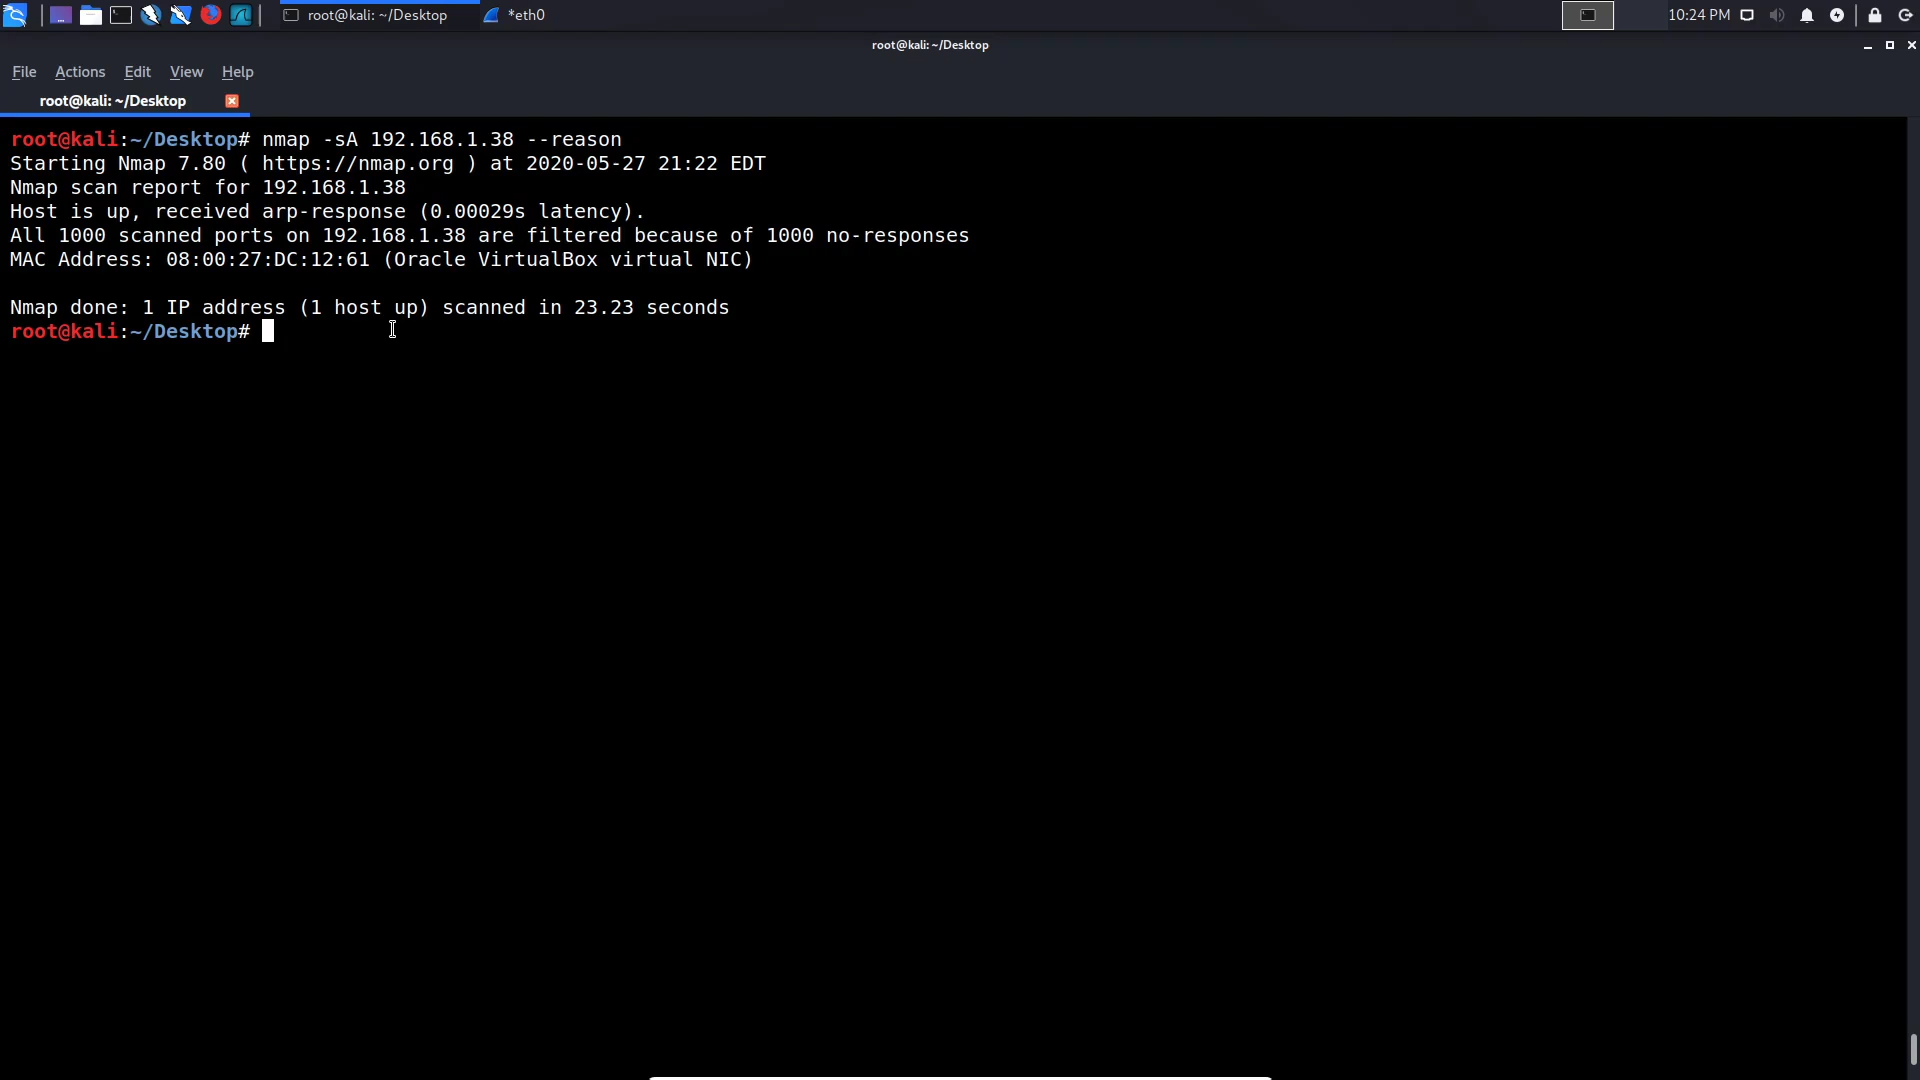 root@kali: ~/Desktop
*eth0
10:24 PM
root@kali: ~/Desktop
File Actions Edit View Help
root@kali: ~/Desktop
root@kali:~/Desktop# nmap -sA 192.168.1.38 --reason
Starting Nmap 7.80 ( https://nmap.org ) at 2020-05-27 21:22 EDT
Nmap scan report for 192.168.1.38
Host is up, received arp-response (0.00029s latency).
All 1000 scanned ports on 192.168.1.38 are filtered because of 1000 no-responses
MAC Address: 08:00:27:DC:12:61 (Oracle VirtualBox virtual NIC)
Nmap done: 1 IP address (1 host up) scanned in 23.23 seconds
root@kali:~/Desktop#